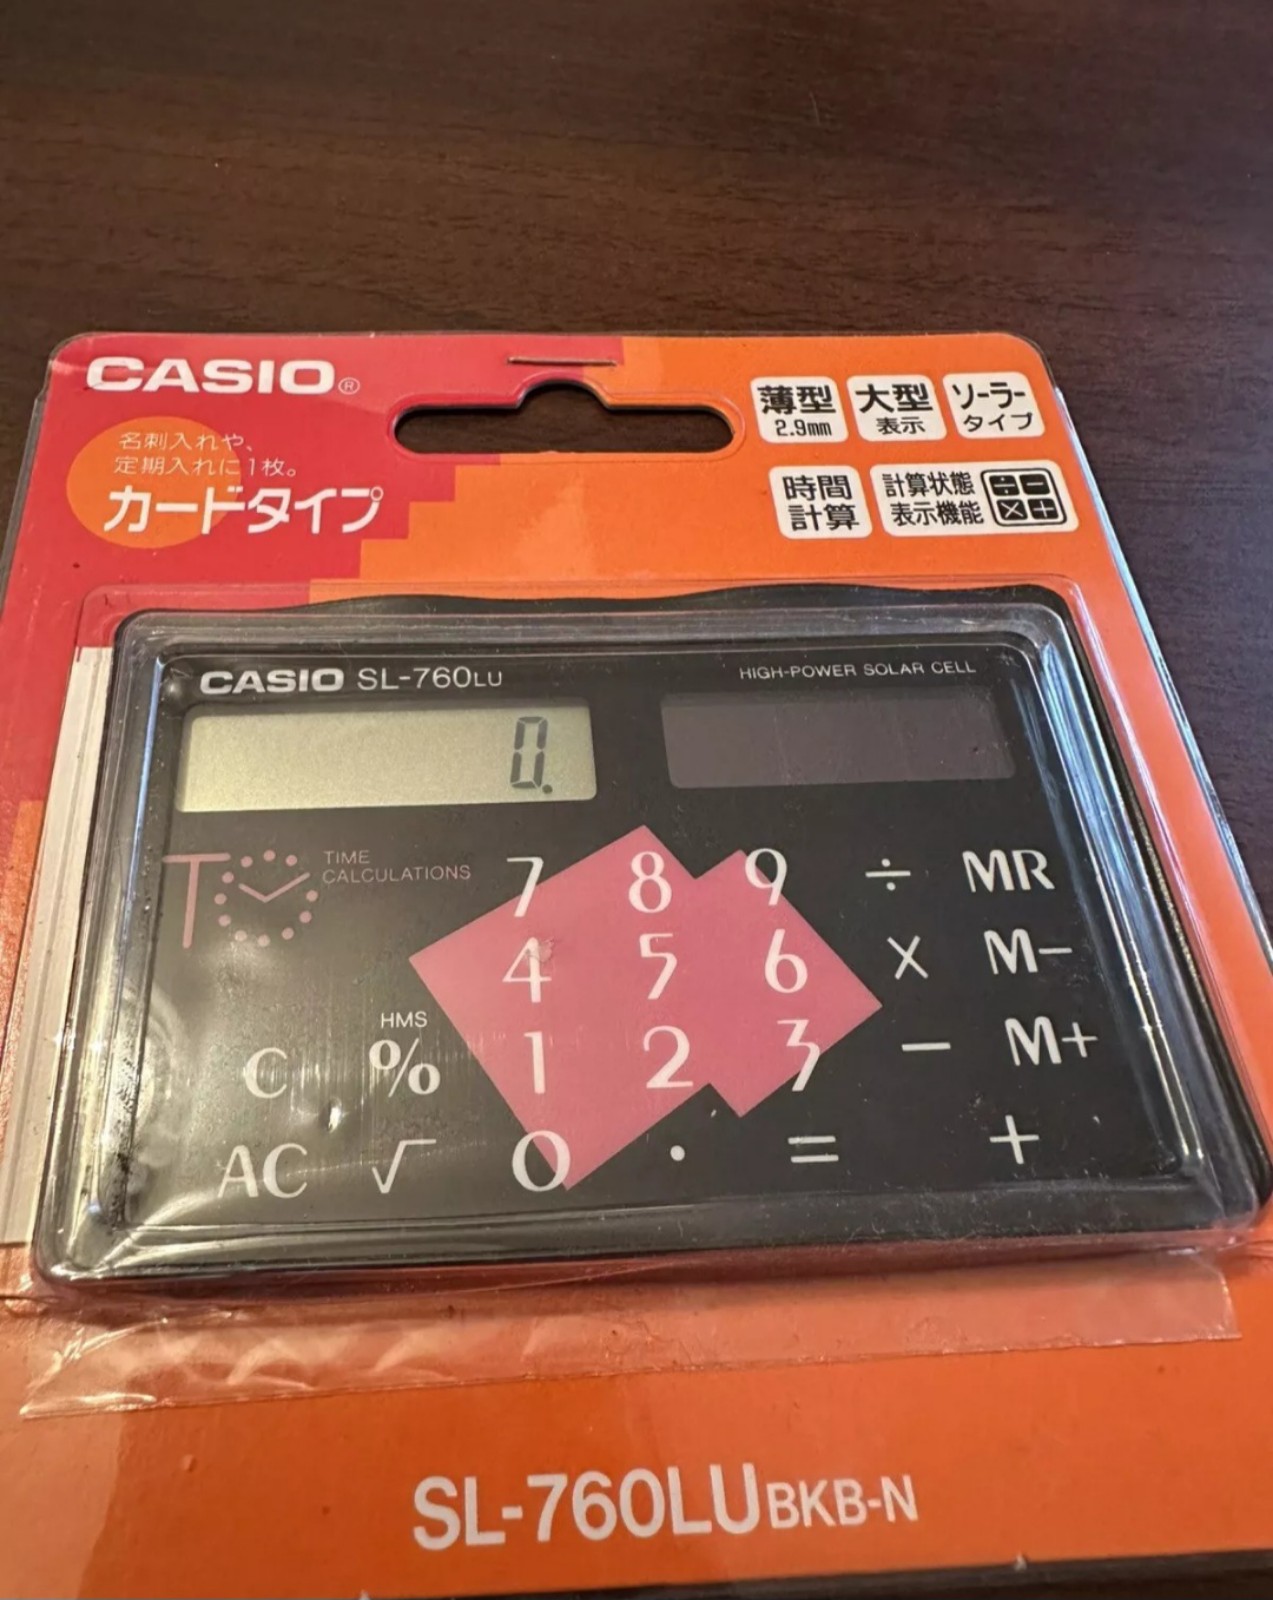 CASIO®
名刺入れや、
定期入れに1枚。
カードタイプ
薄型
2.9mm
大型
表示
ソーラー
タイプ
時間
計算
計算状態
表示機能
÷ −
× +
CASIO SL-760LU
HIGH-POWER SOLAR CELL
0.
TIME
CALCULATIONS
7 8 9 ÷ MR
4 5 6 × M−
HMS
C % 1 2 3 − M+
AC √ 0 · = +
SL-760LUBKB-N